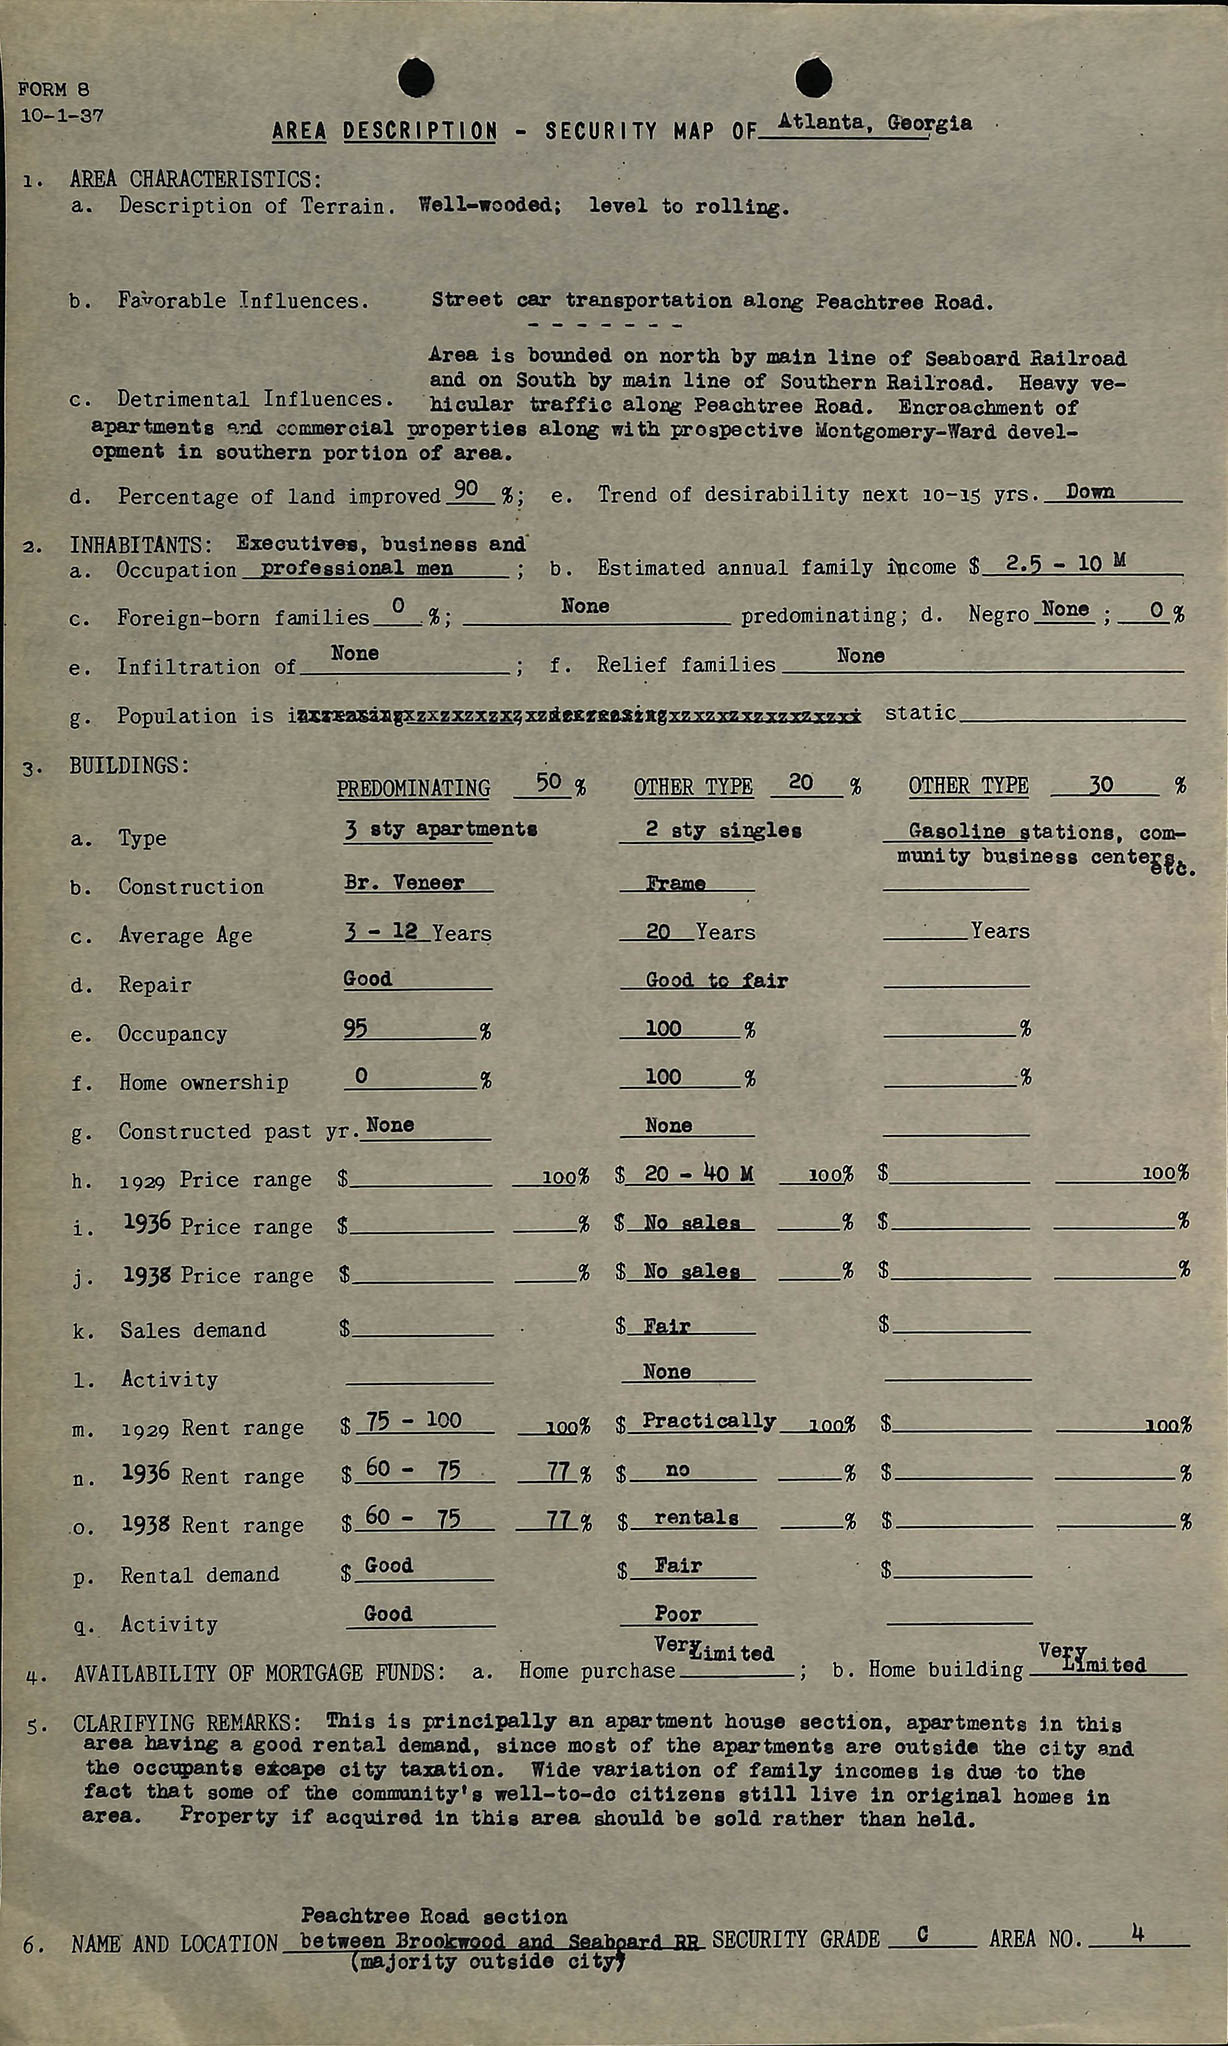 FORM 8
10-1-37
AREA DESCRIPTION - SECURITY MAP OF Atlanta, Georgia
1. AREA CHARACTERISTICS:
a. Description of Terrain. Well-wooded; level to rolling.
b. Favorable Influences. Street car transportation along Peachtree Road.
- - - - - - -
Area is bounded on north by main line of Seaboard Railroad
and on South by main line of Southern Railroad. Heavy ve-
c. Detrimental Influences. hicular traffic along Peachtree Road. Encroachment of
apartments and commercial properties along with prospective Montgomery-Ward devel-
opment in southern portion of area.
d. Percentage of land improved 90 %; e. Trend of desirability next 10-15 yrs. Down
2. INHABITANTS: Executives, business and
a. Occupation professional men ; b. Estimated annual family income $ 2.5 - 10 M
c. Foreign-born families 0 %; None predominating; d. Negro None ; 0 %
e. Infiltration of None ; f. Relief families None
g. Population is static
3. BUILDINGS:
PREDOMINATING 50 % OTHER TYPE 20 % OTHER TYPE 30 %
a. Type 3 sty apartments 2 sty singles Gasoline stations, com-
munity business centers,
etc.
b. Construction Br. Veneer Frame
c. Average Age 3 - 12 Years 20 Years Years
d. Repair Good Good to fair
e. Occupancy 95 % 100 % %
f. Home ownership 0 % 100 % %
g. Constructed past yr. None None
h. 1929 Price range $ 100% $ 20 - 40 M 100% $ 100%
i. 1936 Price range $ % $ No sales % $ %
j. 1938 Price range $ % $ No sales % $ %
k. Sales demand $ $ Fair $
l. Activity None
m. 1929 Rent range $ 75 - 100 100% $ Practically 100% $ 100%
n. 1936 Rent range $ 60 - 75 77 % $ no % $ %
o. 1938 Rent range $ 60 - 75 77 % $ rentals % $ %
p. Rental demand $ Good $ Fair $
q. Activity Good Poor
4. AVAILABILITY OF MORTGAGE FUNDS: a. Home purchase Very Limited ; b. Home building Very Limited
5. CLARIFYING REMARKS: This is principally an apartment house section, apartments in this
area having a good rental demand, since most of the apartments are outside the city and
the occupants excape city taxation. Wide variation of family incomes is due to the
fact that some of the community's well-to-do citizens still live in original homes in
area. Property if acquired in this area should be sold rather than held.
Peachtree Road section
6. NAME AND LOCATION between Brookwood and Seaboard RR SECURITY GRADE C AREA NO. 4
(majority outside city)